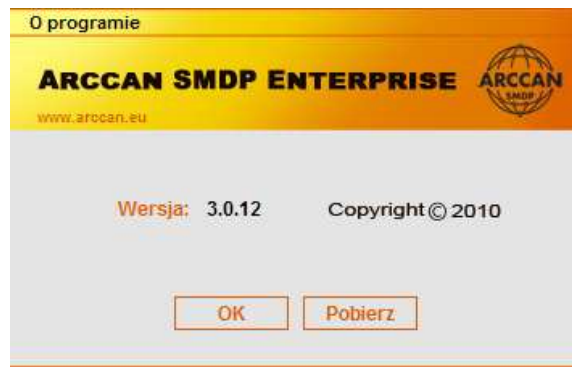 O programie
ARCCAN SMDP ENTERPRISE
ARCCAN
SMDP
www.arccan.eu
Wersja: 3.0.12 Copyright © 2010
OK Pobierz